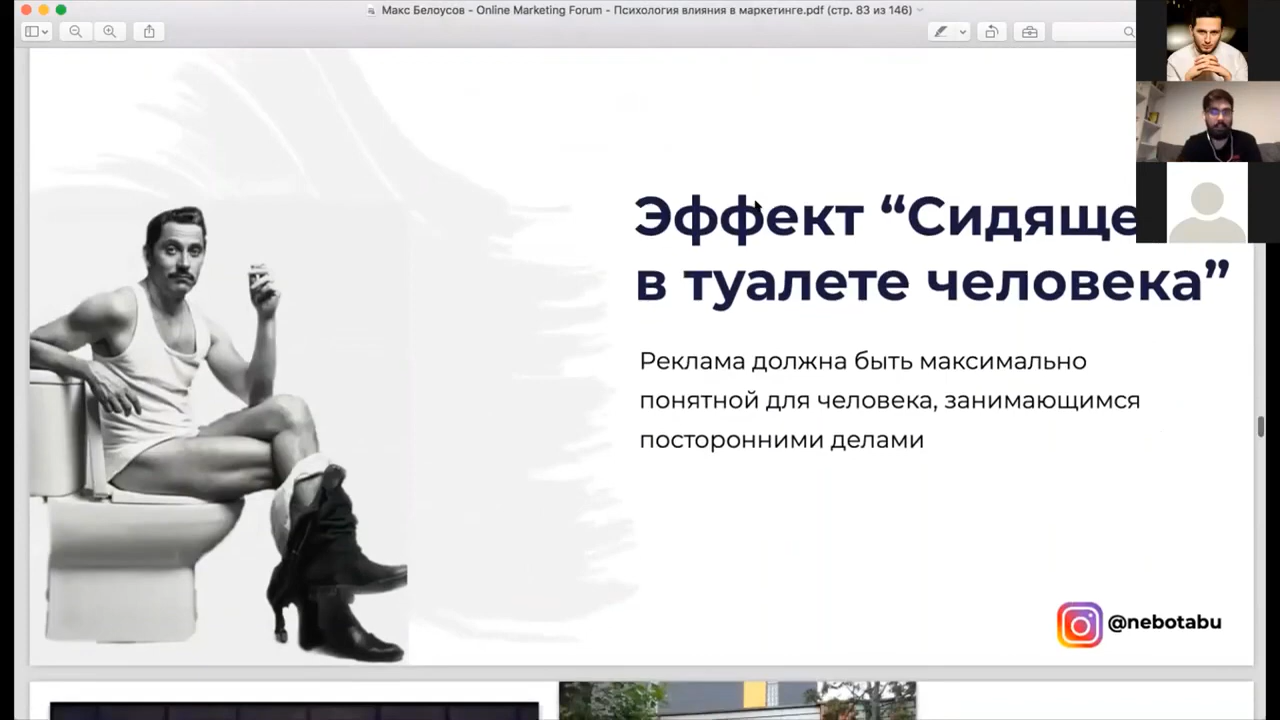 Макс Белоусов - Online Marketing Forum - Психология влияния в маркетинге.pdf (стр. 83 из 146)
Эффект “Сидяще
в туалете человека”
Реклама должна быть максимально
понятной для человека, занимающимся
посторонними делами
@nebotabu